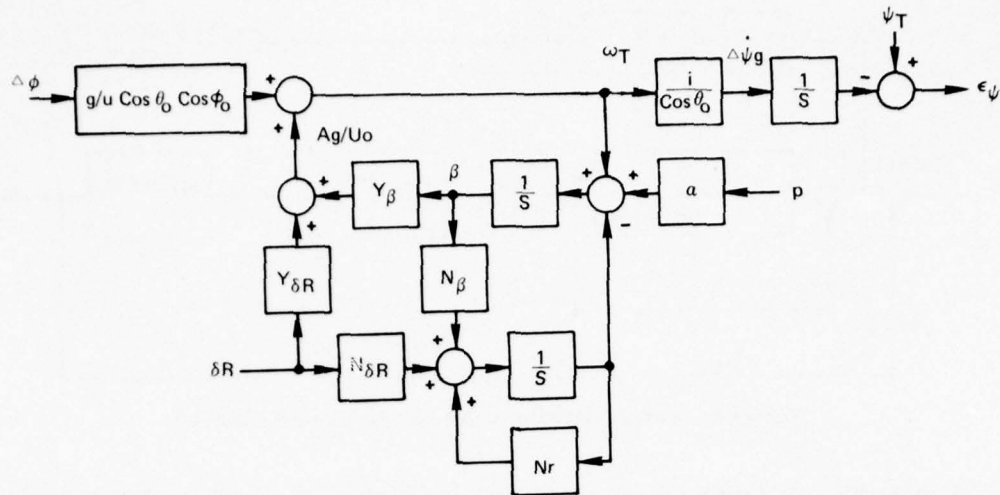 ψT
ωT
Δψ̇g
Δϕ
g/u Cos θo Cos ϕo
+
+
i
Cos θo
1
S
-
+
εψ
Ag/Uo
β
+
Yβ
1
S
+
+
α
p
+
-
YδR
Nβ
δR
NδR
+
+
+
1
S
Nr